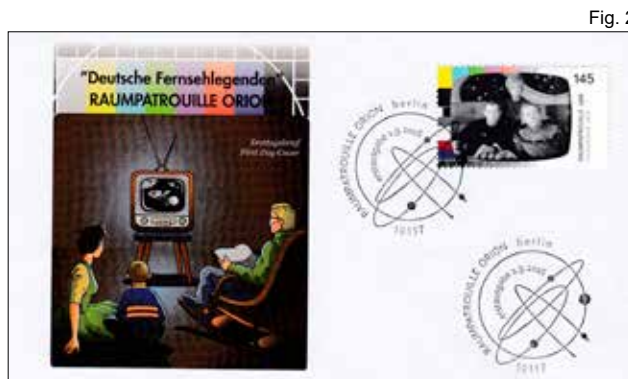 Fig. 2
"Deutsche Fernsehlegenden"
RAUMPATROUILLE ORION
Ersttagsbrief
First Day Cover
145
RAUMPATROUILLE ORION berlin
10117
RAUMPATROUILLE ORION berlin
10117